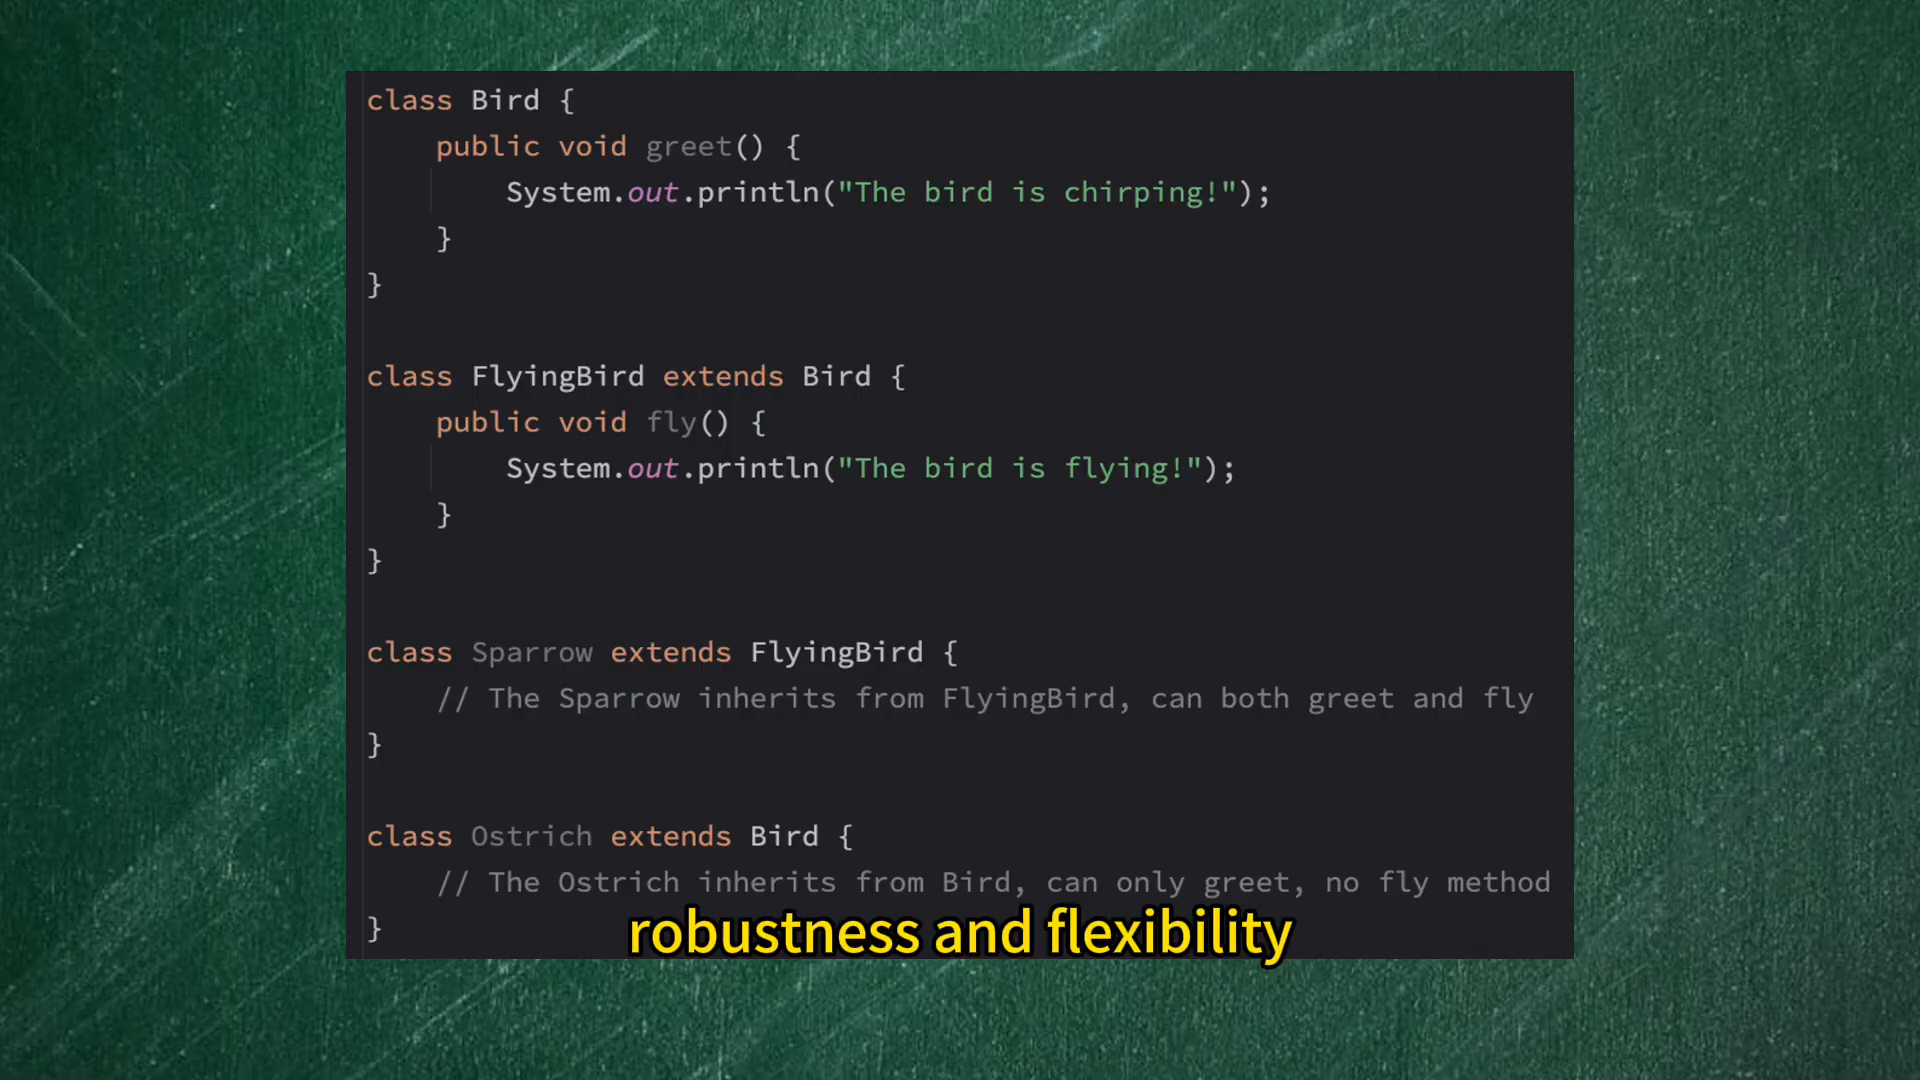 class Bird {
    public void greet() {
        System.out.println("The bird is chirping!");
    }
}

class FlyingBird extends Bird {
    public void fly() {
        System.out.println("The bird is flying!");
    }
}

class Sparrow extends FlyingBird {
    // The Sparrow inherits from FlyingBird, can both greet and fly
}

class Ostrich extends Bird {
    // The Ostrich inherits from Bird, can only greet, no fly method
}
robustness and flexibility